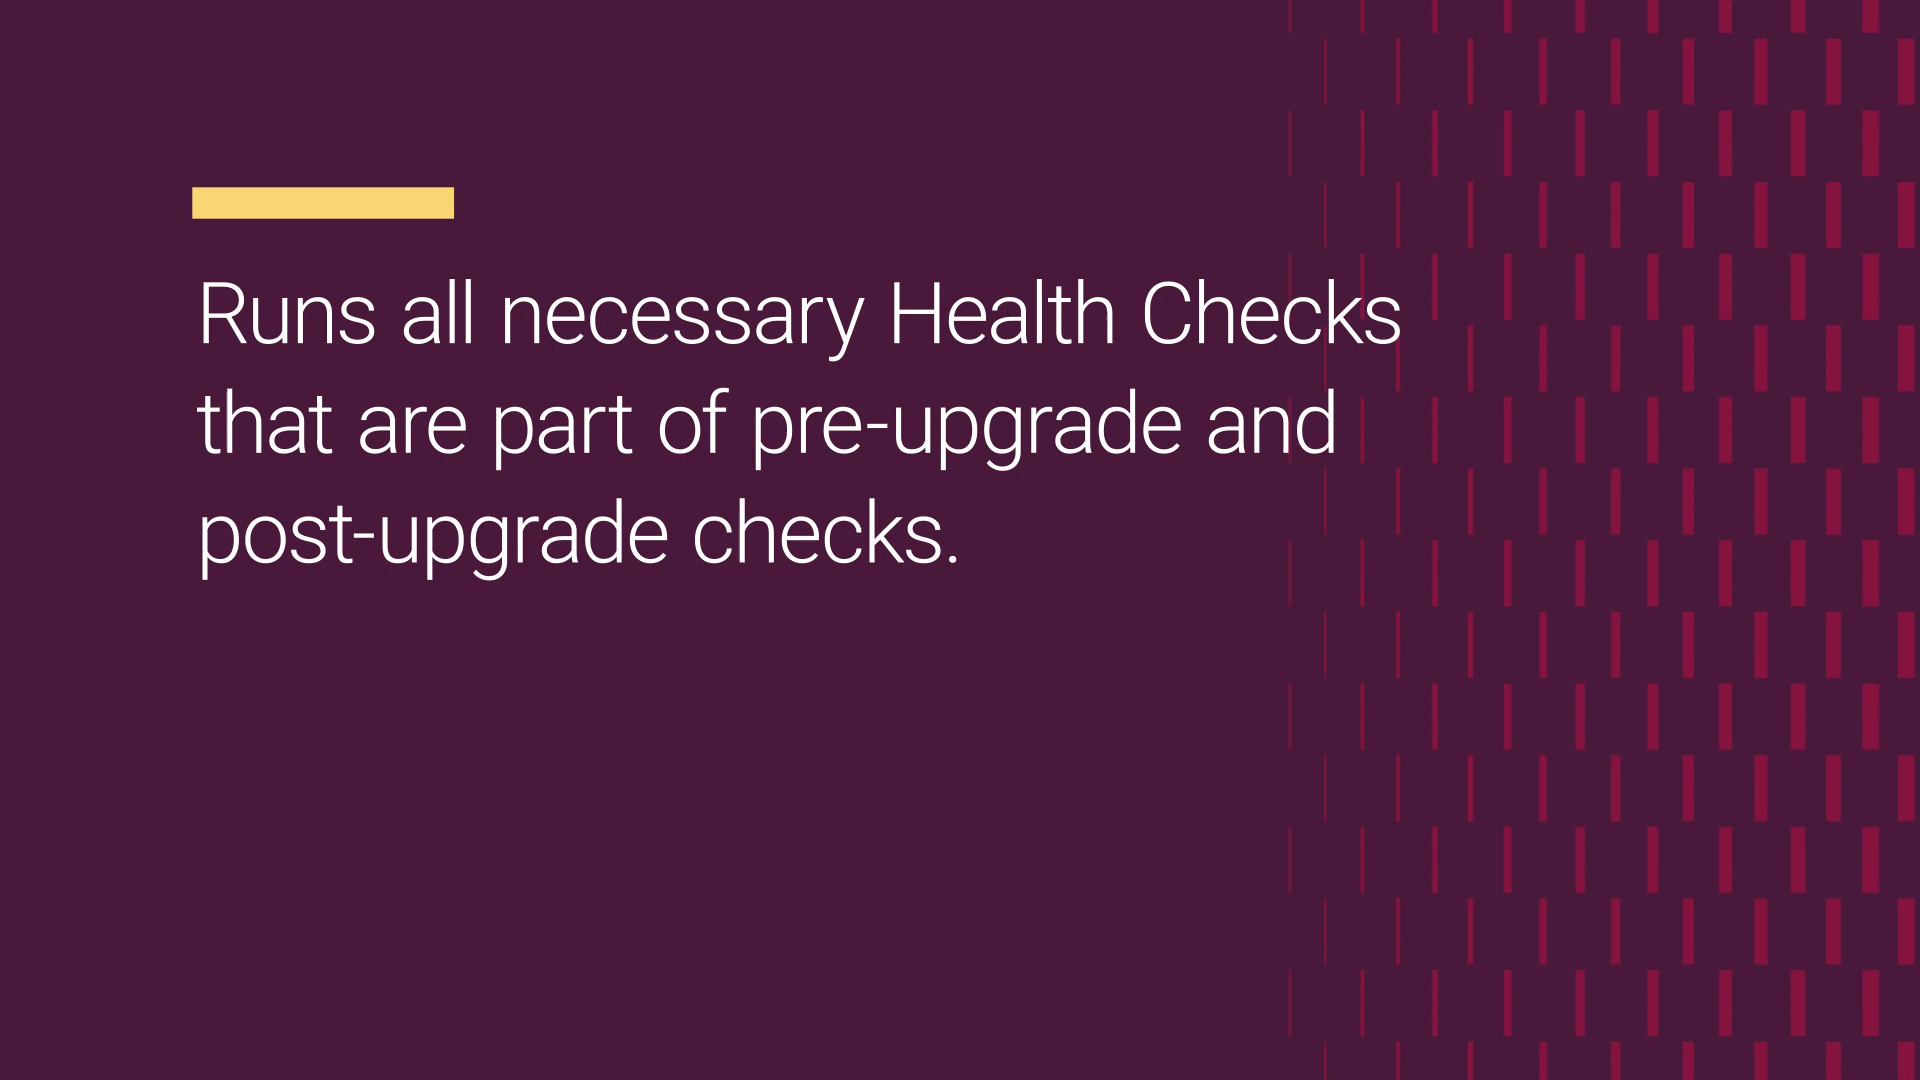 Runs all necessary Health Checks
that are part of pre-upgrade and
post-upgrade checks.